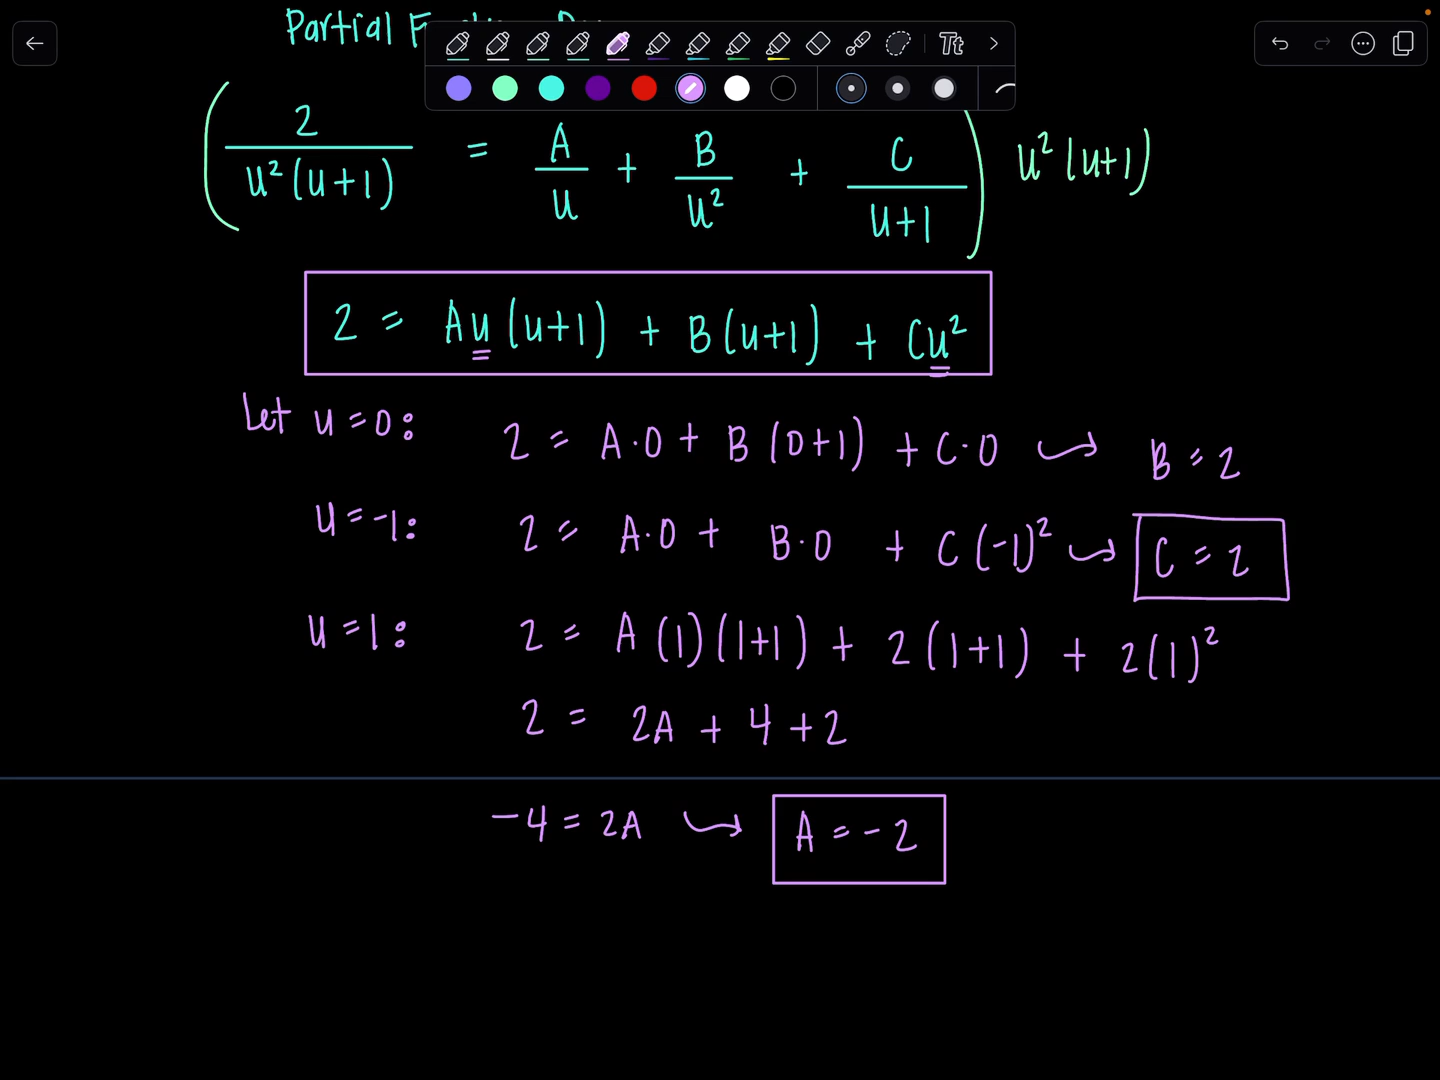 Partial
( 2 / u²(u+1) = A/u + B/u² + C/(u+1) ) u²(u+1)
2 = Au(u+1) + B(u+1) + Cu²
Let u=0: 2 = A·0 + B(0+1) + C·0 ⇝ B = 2
u=-1: 2 = A·0 + B·0 + C(-1)² ⇝ C = 2
u=1: 2 = A(1)(1+1) + 2(1+1) + 2(1)²
2 = 2A + 4 + 2
-4 = 2A ⇝ A = -2
Tt